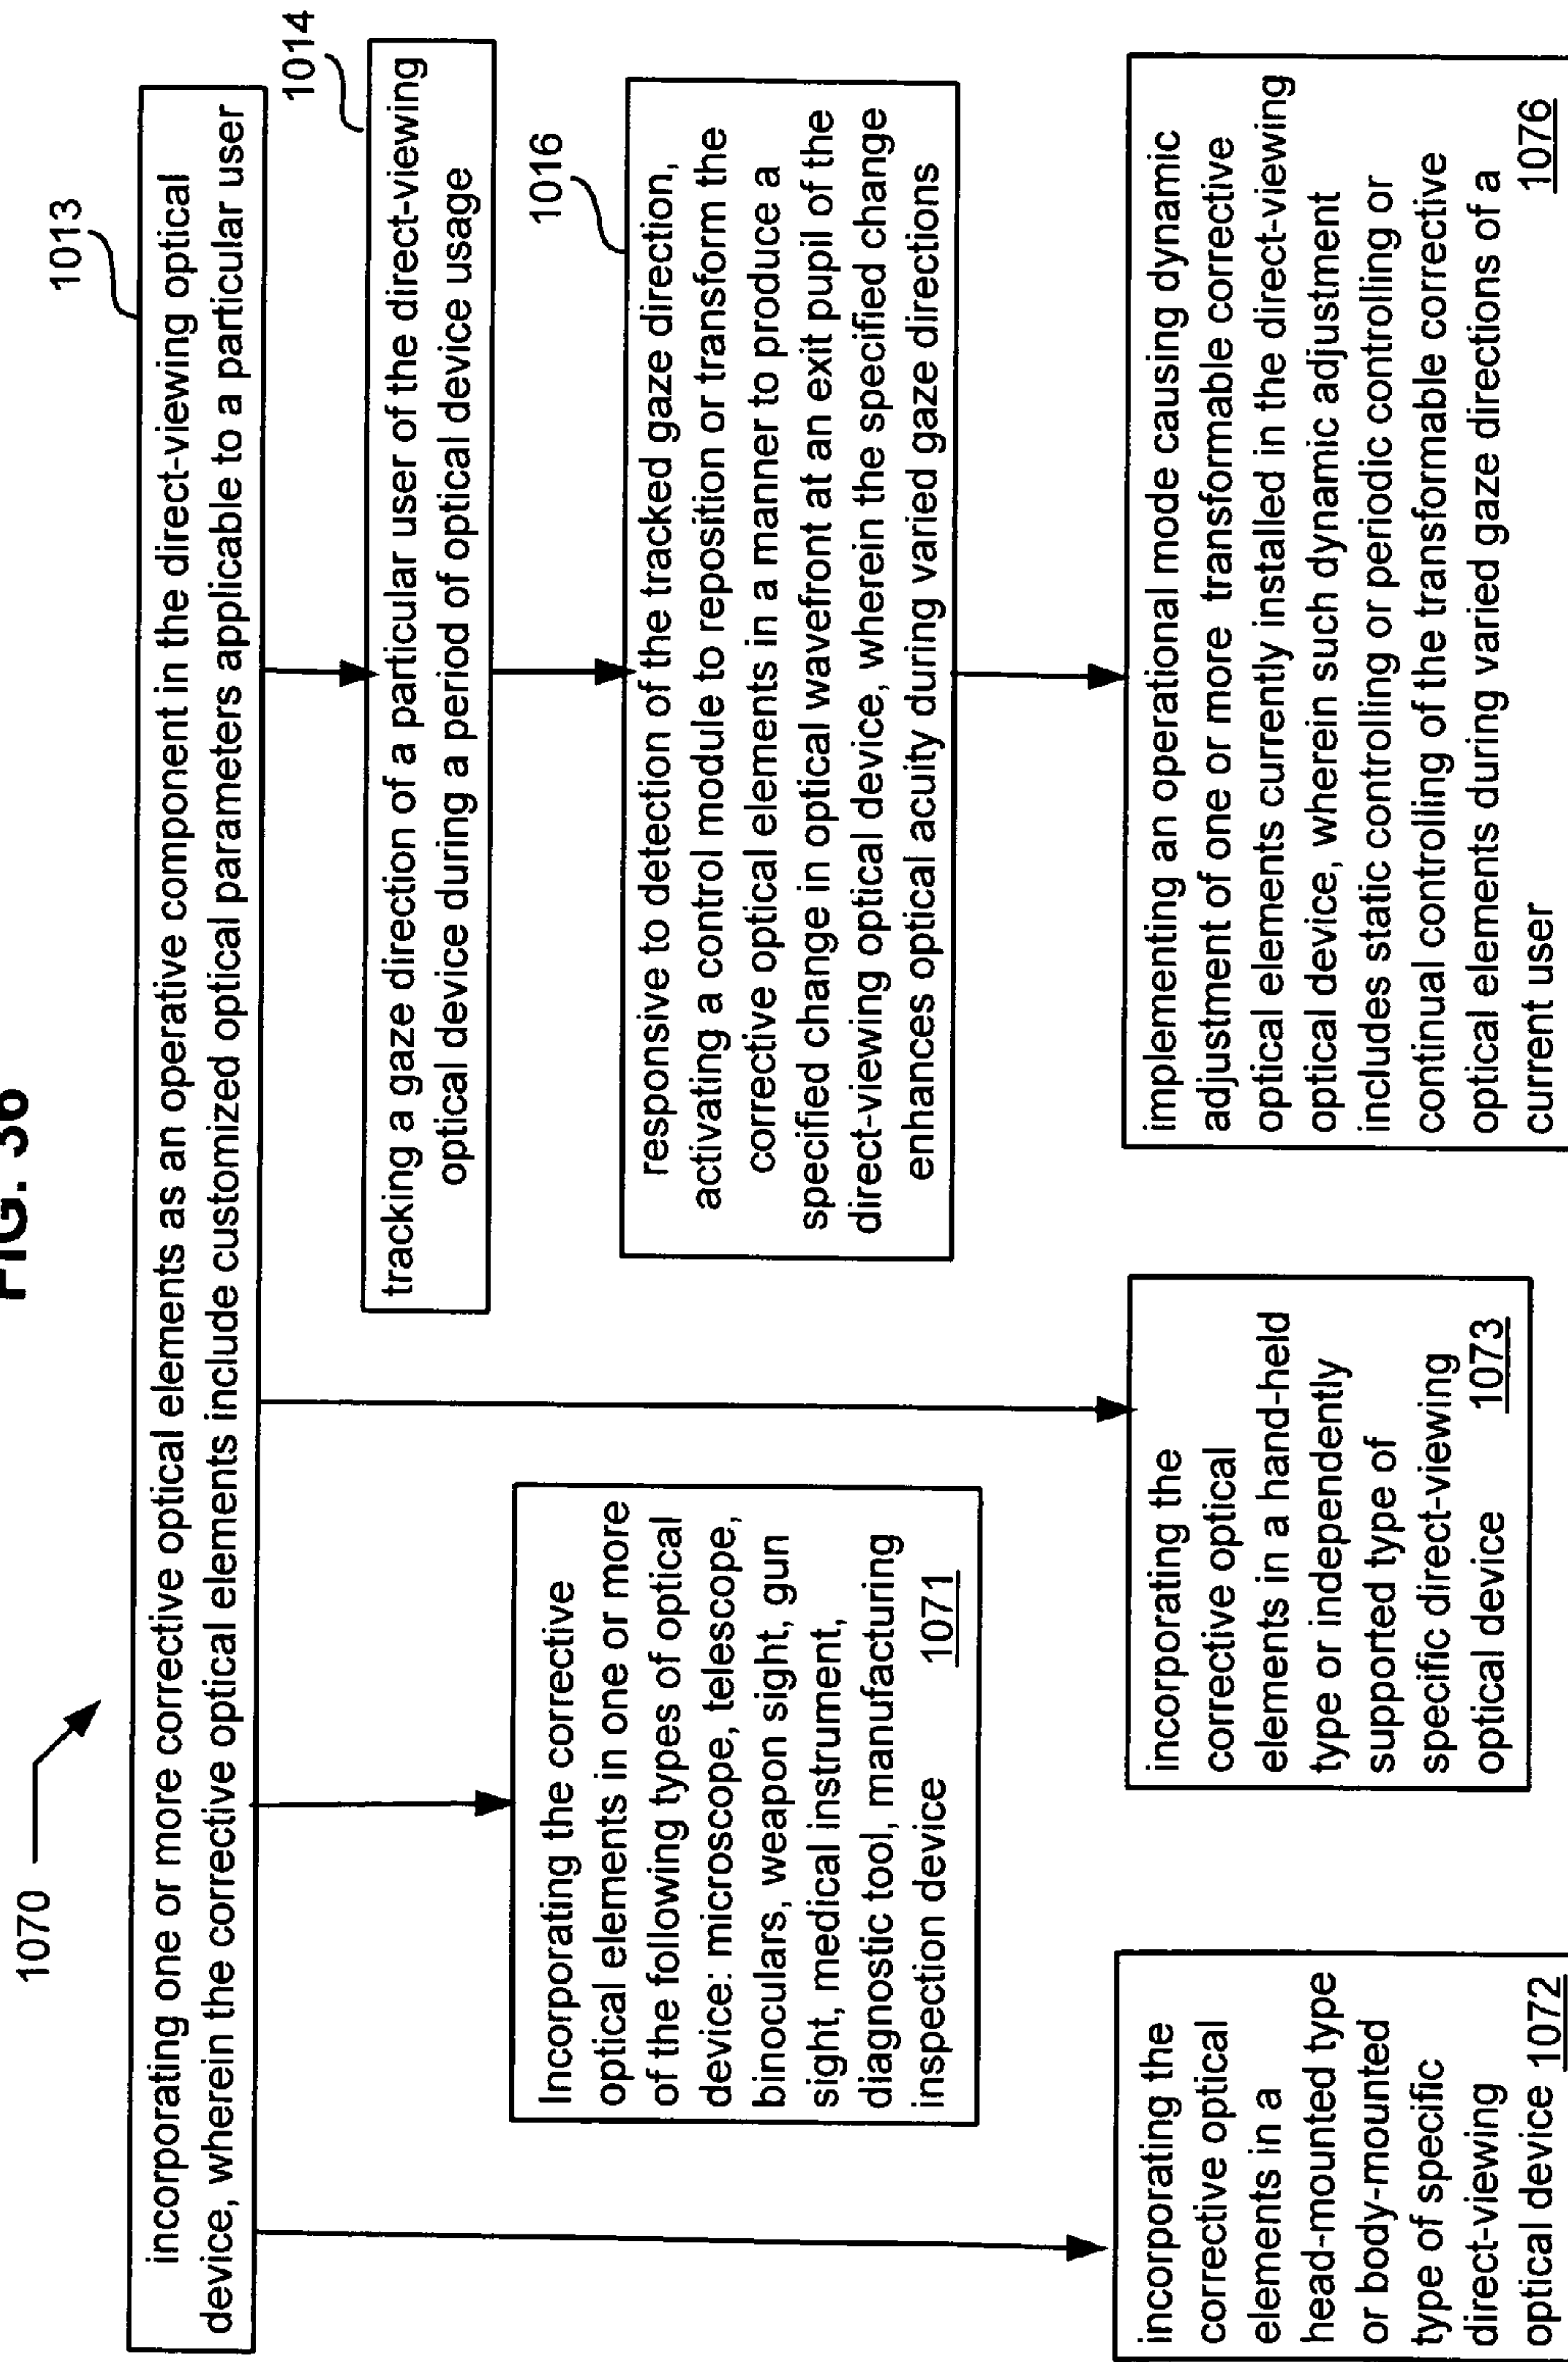 FIG. 36
1070
1013
incorporating one or more corrective optical elements as an operative component in the direct-viewing optical
device, wherein the corrective optical elements include customized optical parameters applicable to a particular user
1014
tracking a gaze direction of a particular user of the direct-viewing
optical device during a period of optical device usage
1016
responsive to detection of the tracked gaze direction,
activating a control module to reposition or transform the
corrective optical elements in a manner to produce a
specified change in optical wavefront at an exit pupil of the
direct-viewing optical device, wherein the specified change
enhances optical acuity during varied gaze directions
Incorporating the corrective
optical elements in one or more
of the following types of optical
device: microscope, telescope,
binoculars, weapon sight, gun
sight, medical instrument,
diagnostic tool, manufacturing
inspection device 1071
incorporating the
corrective optical
elements in a
head-mounted type
or body-mounted
type of specific
direct-viewing
optical device 1072
incorporating the
corrective optical
elements in a hand-held
type or independently
supported type of
specific direct-viewing
optical device 1073
implementing an operational mode causing dynamic
adjustment of one or more transformable corrective
optical elements currently installed in the direct-viewing
optical device, wherein such dynamic adjustment
includes static controlling or periodic controlling or
continual controlling of the transformable corrective
optical elements during varied gaze directions of a
current user 1076